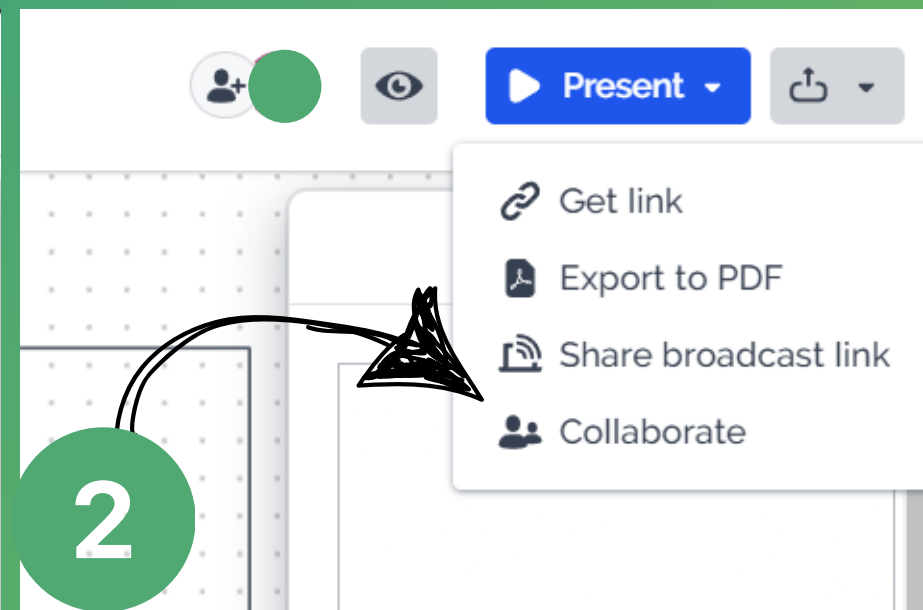 Present
Get link
Export to PDF
Share broadcast link
Collaborate
2